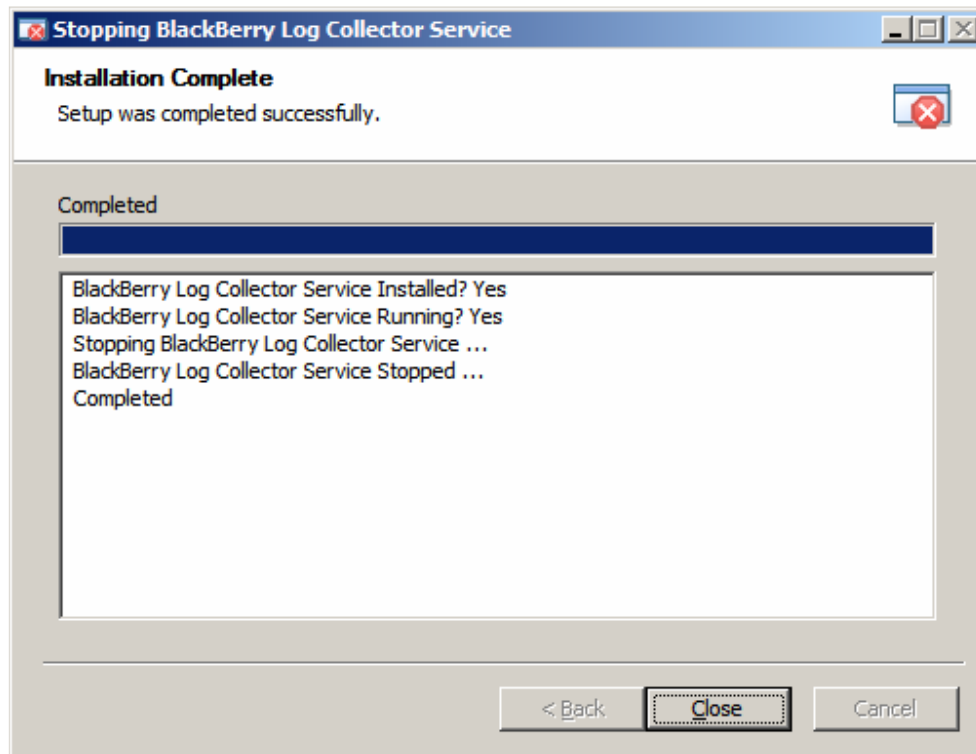 Stopping BlackBerry Log Collector Service
Installation Complete
Setup was completed successfully.
Completed
BlackBerry Log Collector Service Installed? Yes
BlackBerry Log Collector Service Running? Yes
Stopping BlackBerry Log Collector Service ...
BlackBerry Log Collector Service Stopped ...
Completed
< Back
Close
Cancel